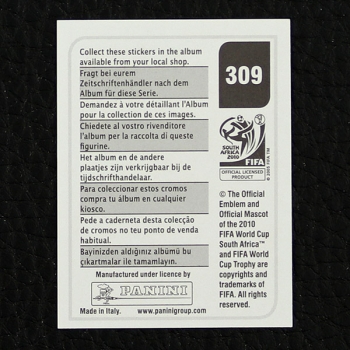 Collect these stickers in the album
available from your local shop.
Fragt bei eurem
Zeitschriftenhändler nach dem
Album für diese Serie.
Demandez à votre détaillant l'Album
pour la collection de ces images.
Chiedete al vostro rivenditore
l'album per la raccolta di queste
figurine.
Het album en de andere
plaatjes zijn verkrijgbaar bij de
tijdschrifthandelaar.
Para coleccionar estos cromos
compra tu álbum en cualquier
kiosco.
Pede a caderneta desta colecção
de cromos no teu ponto de venda
habitual.
Bayinizden aldığınız albümü bu
çıkartmalar ile tamamlayın.
Manufactured under licence by
PANINI
Made in Italy. www.paninigroup.com
309
SOUTH AFRICA
2010
FIFA
OFFICIAL LICENSED
PRODUCT
© 2005 FIFA TM
© The Official
Emblem and
Official Mascot
of the 2010
FIFA World Cup
South Africa™
and FIFA World
Cup Trophy are
copyrights and
trademarks of
FIFA. All rights
reserved.